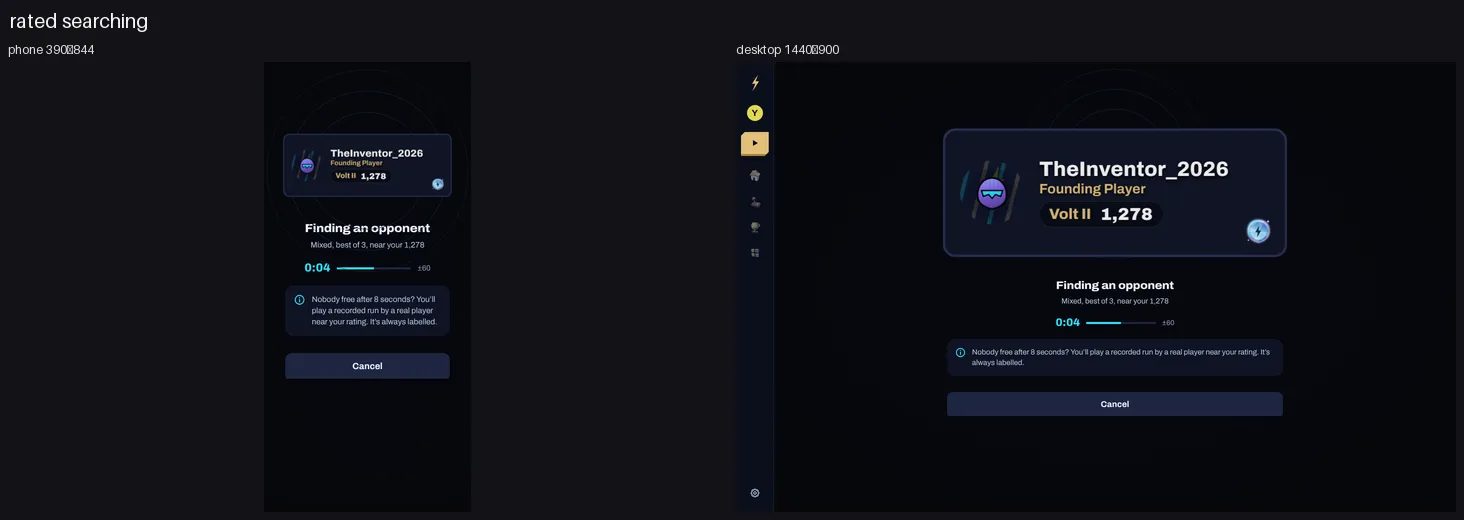 rated searching
phone 390▯844
TheInventor_2026
Founding Player
Volt II 1,278
Finding an opponent
Mixed, best of 3, near your 1,278
0:04 ±60
Nobody free after 8 seconds? You'll
play a recorded run by a real player
near your rating. It's always labelled.
Cancel
desktop 1440▯900
Y
TheInventor_2026
Founding Player
Volt II 1,278
Finding an opponent
Mixed, best of 3, near your 1,278
0:04 ±60
Nobody free after 8 seconds? You'll play a recorded run by a real player near your rating. It's
always labelled.
Cancel